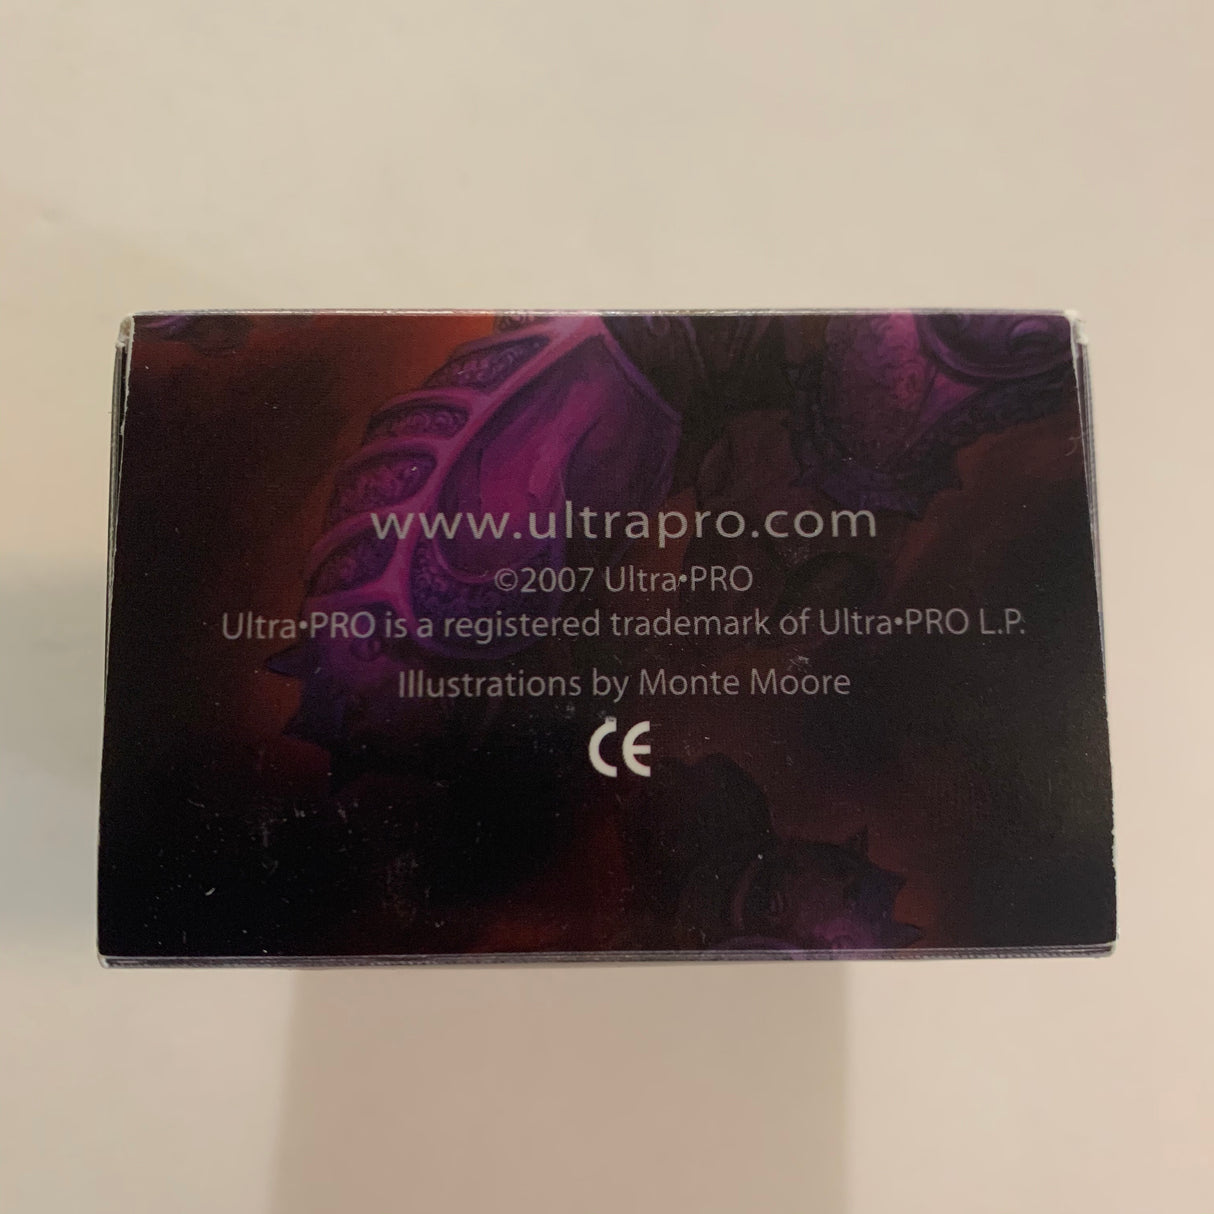 www.ultrapro.com
©2007 Ultra•PRO
Ultra•PRO is a registered trademark of Ultra•PRO L.P.
Illustrations by Monte Moore
CE